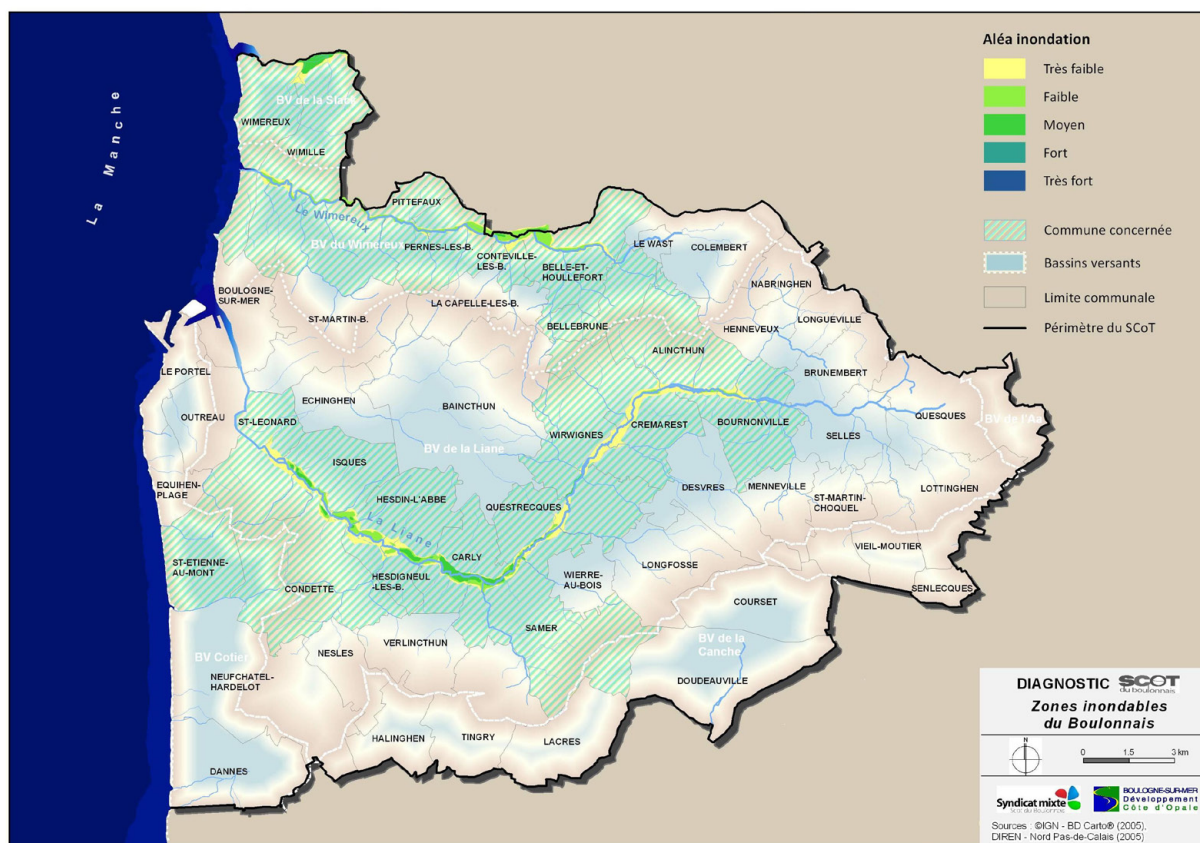 La Manche
Aléa inondation
Très faible
Faible
Moyen
Fort
Très fort
Commune concernée
Bassins versants
Limite communale
Périmètre du SCoT
BV de la Slack
WIMEREUX
WIMILLE
PITTEFAUX
Le Wimereux
BV du Wimereux
PERNES-LES-B.
CONTEVILLE-
LES-B.
BELLE-ET-
HOULLEFORT
LE WAST
COLEMBERT
NABRINGHEN
BOULOGNE-
SUR-MER
ST-MARTIN-B.
LA CAPELLE-LES-B.
BELLEBRUNE
HENNEVEUX
LONGUEVILLE
ALINCTHUN
BRUNEMBERT
LE PORTEL
OUTREAU
ECHINGHEN
BAINCTHUN
ST-LEONARD
BV de la Liane
WIRWIGNES
CREMAREST
BOURNONVILLE
SELLES
QUESQUES
BV de l'Aa
ISQUES
EQUIHEN-
PLAGE
HESDIN-L'ABBE
QUESTRECQUES
DESVRES
MENNEVILLE
ST-MARTIN-
CHOQUEL
LOTTINGHEN
La Liane
CARLY
VIEIL-MOUTIER
ST-ETIENNE-
AU-MONT
CONDETTE
HESDIGNEUL
-LES-B.
WIERRE-
AU-BOIS
LONGFOSSE
SENLECQUES
COURSET
SAMER
BV de la
Canche
VERLINCTHUN
NESLES
BV Cotier
NEUFCHATEL-
HARDELOT
DOUDEAUVILLE
HALINGHEN
TINGRY
LACRES
DANNES
DIAGNOSTIC SCOT
du boulonnais
Zones inondables
du Boulonnais
N
0 1.5 3 km
Syndicat mixte
Scot du Boulonnais
BOULOGNE-SUR-MER
Développement
Côte d'Opale
Sources : ©IGN - BD Carto® (2005),
DIREN - Nord Pas-de-Calais (2005)